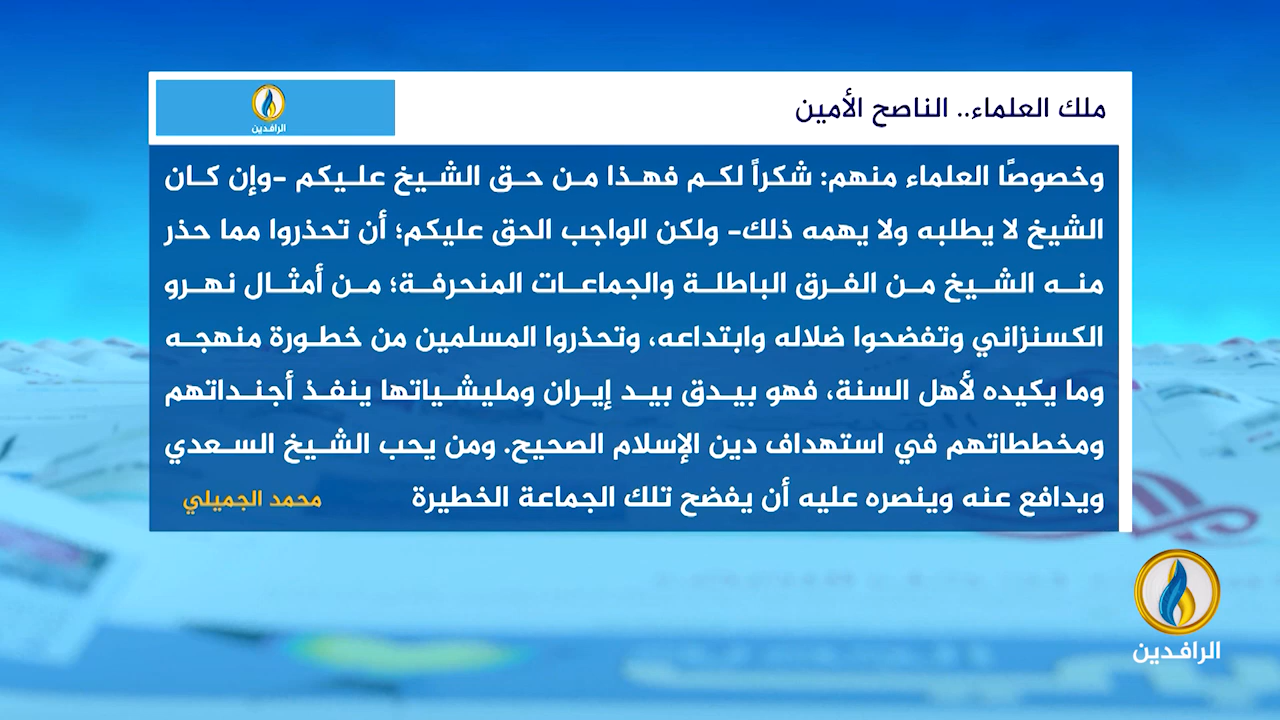 ملك العلماء.. الناصح الأمين
الرافدين
وخصوصًا العلماء منهم: شكراً لكم فهذا من حق الشيخ عليكم -وإن كان
الشيخ لا يطلبه ولا يهمه ذلك- ولكن الواجب الحق عليكم؛ أن تحذروا مما حذر
منه الشيخ من الفرق الباطلة والجماعات المنحرفة؛ من أمثال نهرو
الكسنزاني وتفضحوا ضلاله وابتداعه، وتحذروا المسلمين من خطورة منهجه
وما يكيده لأهل السنة، فهو بيدق بيد إيران ومليشياتها ينفذ أجنداتهم
ومخططاتهم في استهداف دين الإسلام الصحيح. ومن يحب الشيخ السعدي
ويدافع عنه وينصره عليه أن يفضح تلك الجماعة الخطيرة
محمد الجميلي
الرافدين